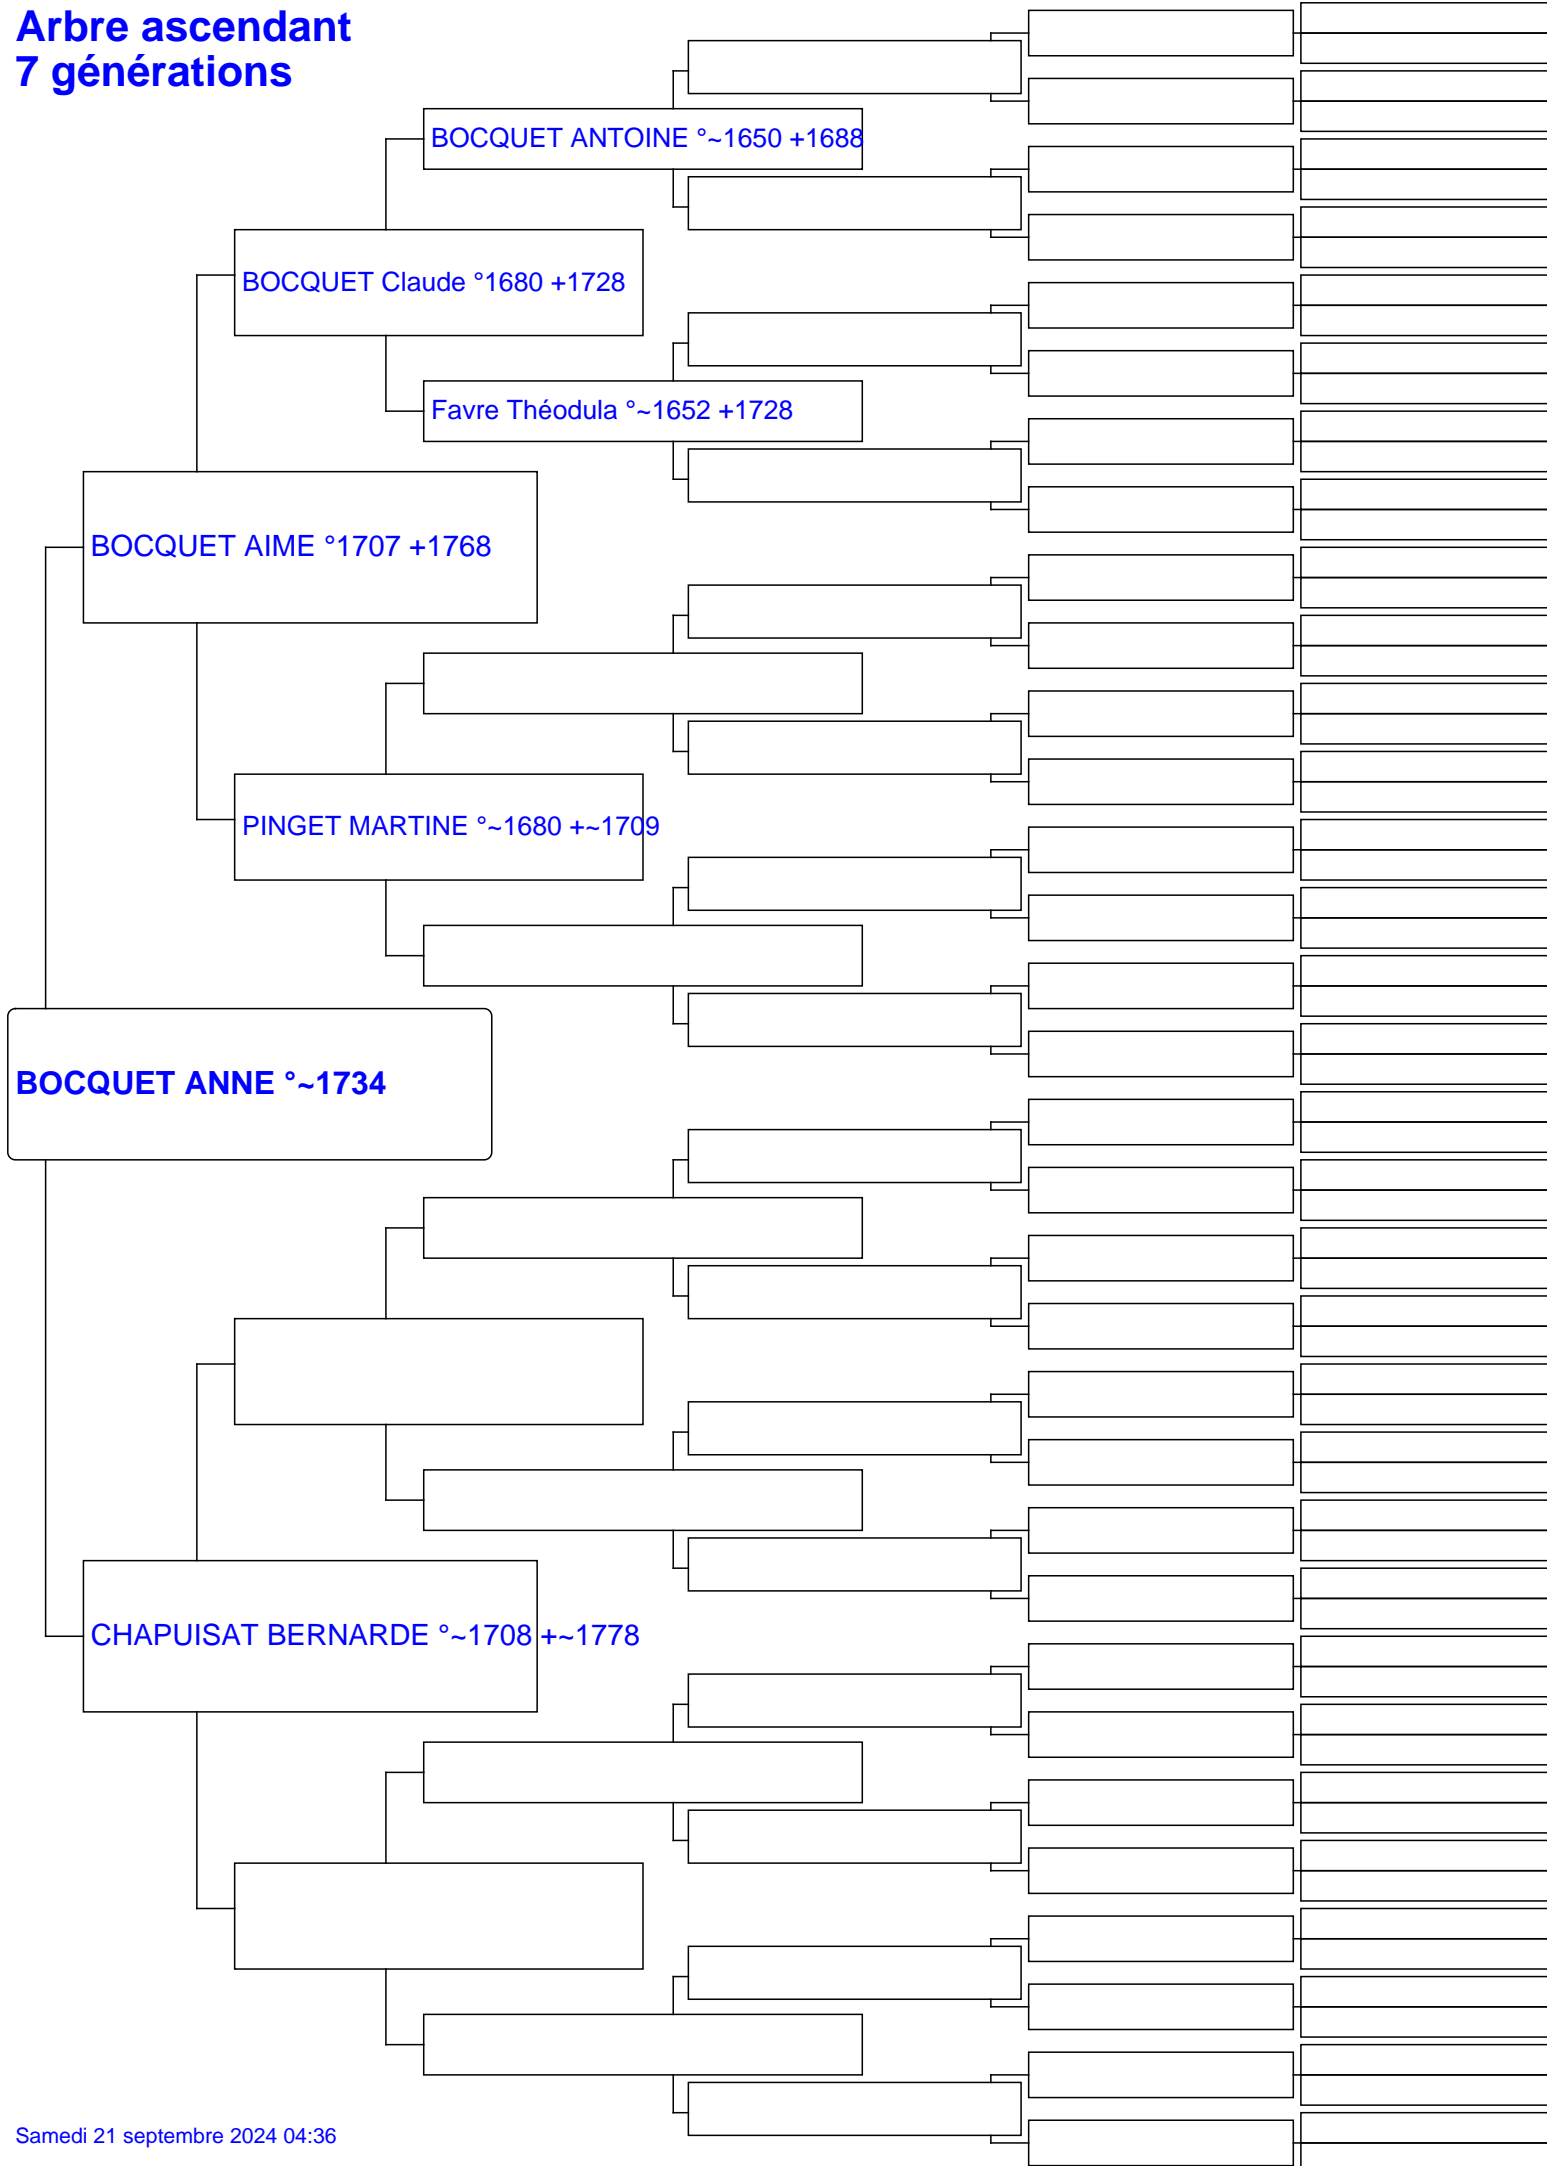 Arbre ascendant
7 générations
BOCQUET ANTOINE °~1650 +1688
BOCQUET Claude °1680 +1728
Favre Théodula °~1652 +1728
BOCQUET AIME °1707 +1768
PINGET MARTINE °~1680 +~1709
BOCQUET ANNE °~1734
CHAPUISAT BERNARDE °~1708 +~1778
Samedi 21 septembre 2024 04:36